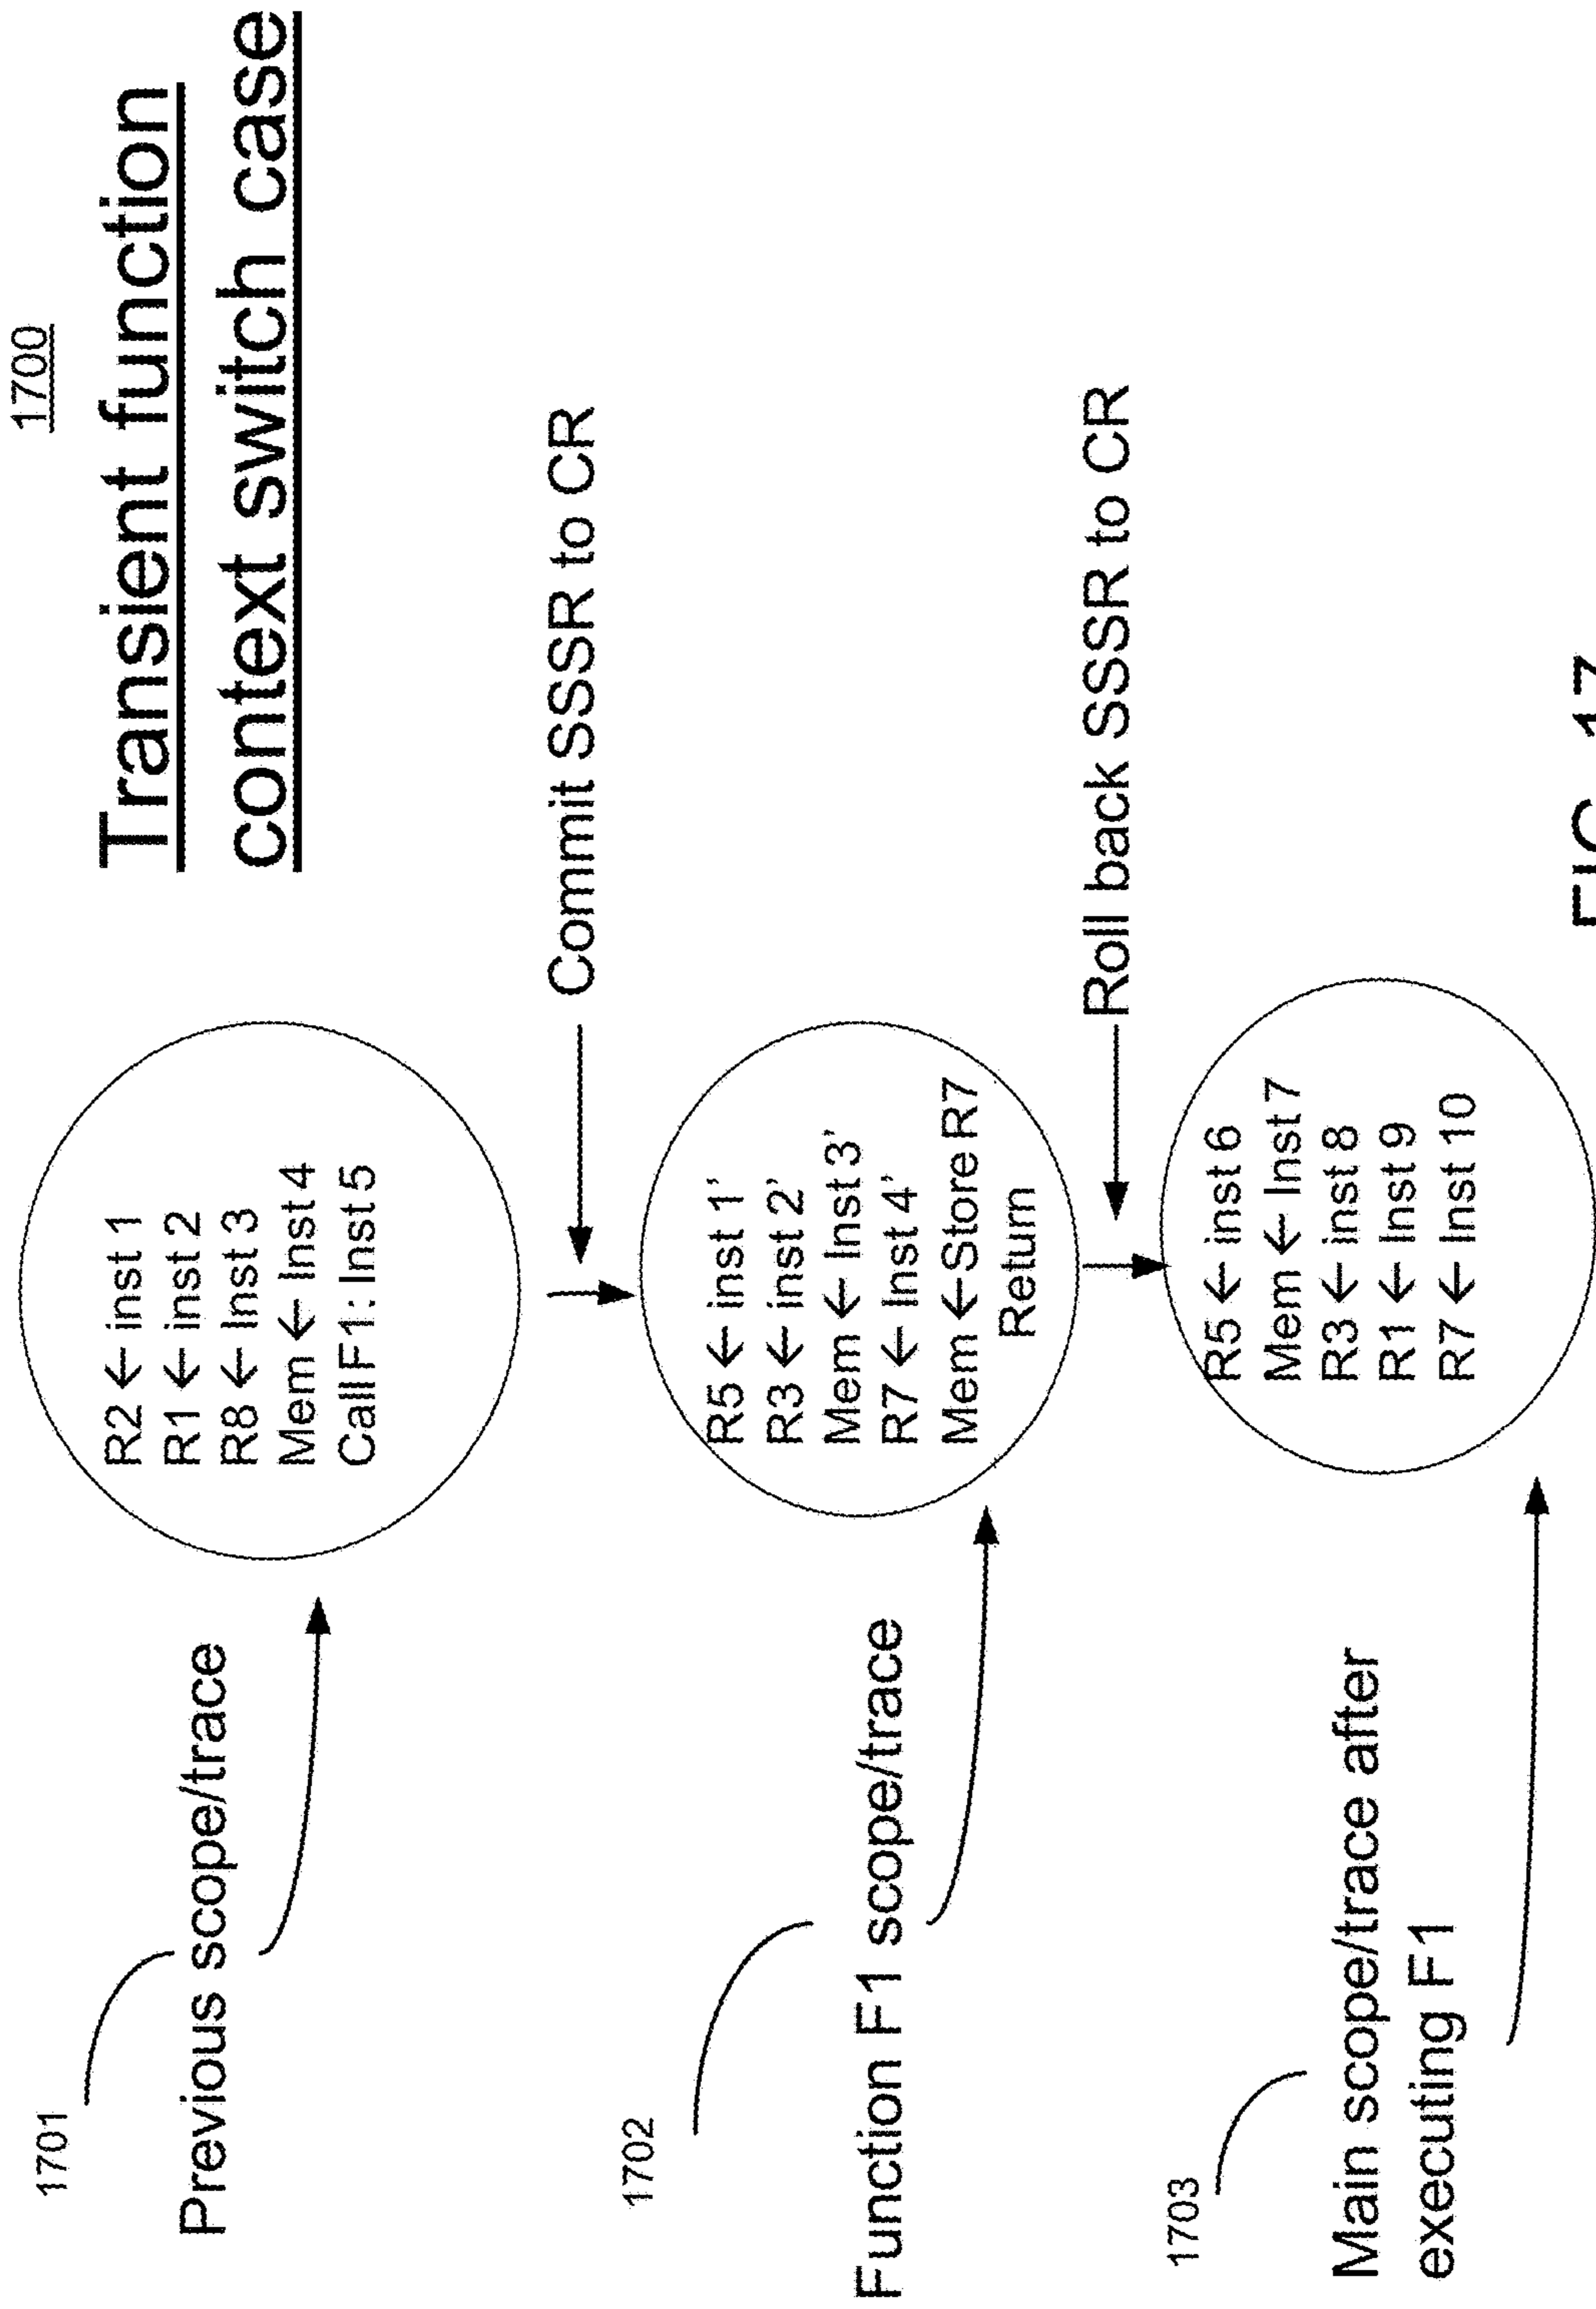 1700
Transient function
context switch case
1701
Previous scope/trace
R2 ← inst 1
R1 ← inst 2
R8 ← Inst 3
Mem ← Inst 4
Call F1: Inst 5
Commit SSSR to CR
1702
Function F1 scope/trace
R5 ← inst 1'
R3 ← inst 2'
Mem ← Inst 3'
R7 ← Inst 4'
Mem ← Store R7
Return
Roll back SSSR to CR
1703
Main scope/trace after
executing F1
R5 ← inst 6
Mem ← Inst 7
R3 ← inst 8
R1 ← Inst 9
R7 ← Inst 10
FIG. 17